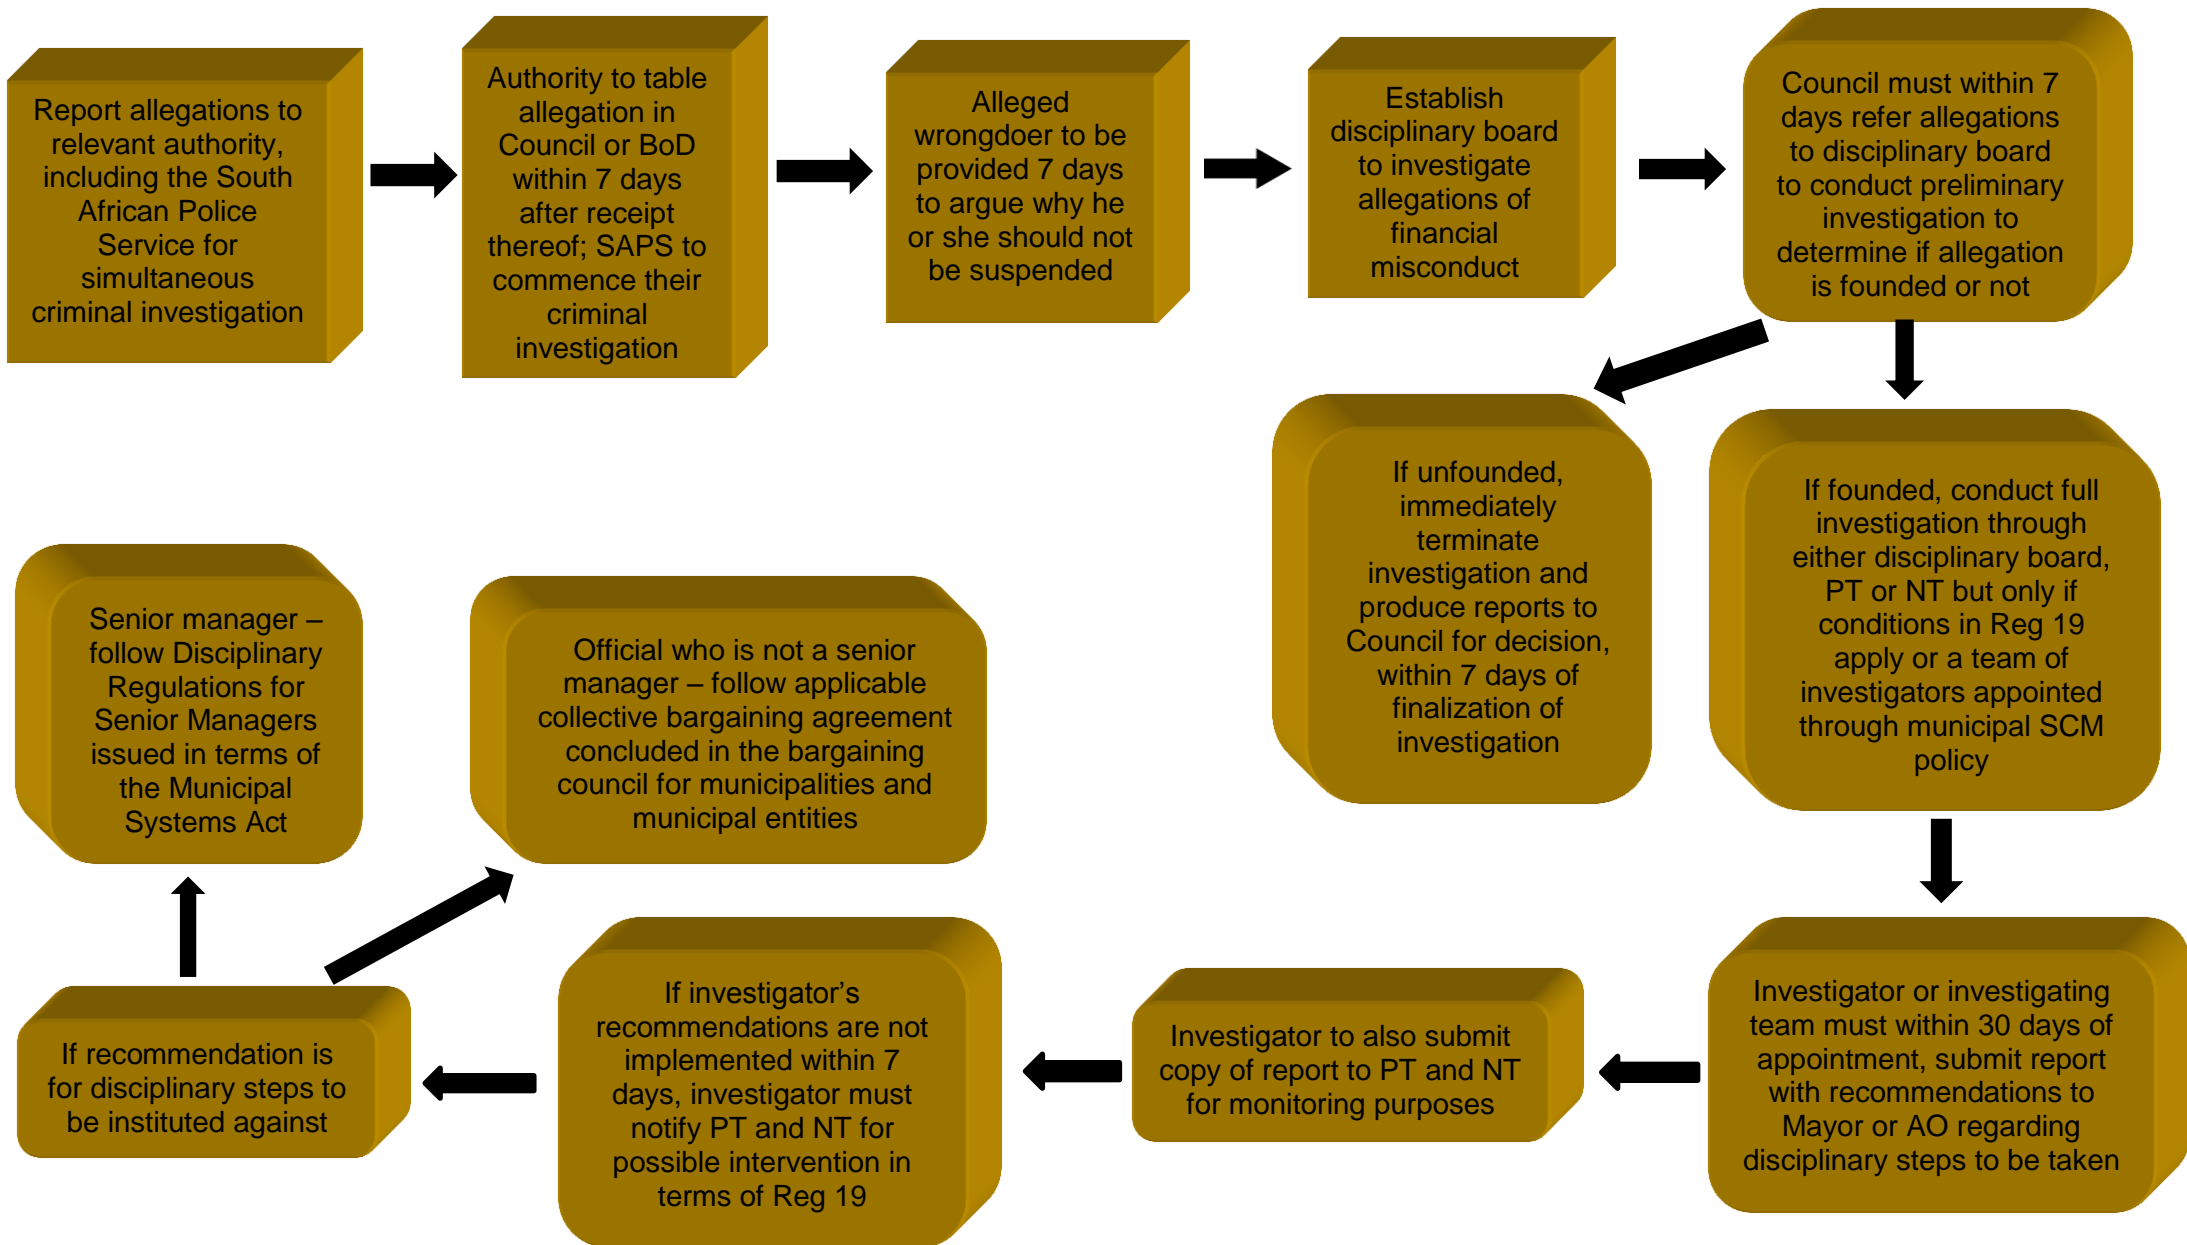 Report allegations to
relevant authority,
including the South
African Police
Service for
simultaneous
criminal investigation
Authority to table
allegation in
Council or BoD
within 7 days
after receipt
thereof; SAPS to
commence their
criminal
investigation
Alleged
wrongdoer to be
provided 7 days
to argue why he
or she should not
be suspended
Establish
disciplinary board
to investigate
allegations of
financial
misconduct
Council must within 7
days refer allegations
to disciplinary board
to conduct preliminary
investigation to
determine if allegation
is founded or not
If unfounded,
immediately
terminate
investigation and
produce reports to
Council for decision,
within 7 days of
finalization of
investigation
If founded, conduct full
investigation through
either disciplinary board,
PT or NT but only if
conditions in Reg 19
apply or a team of
investigators appointed
through municipal SCM
policy
Investigator or investigating
team must within 30 days of
appointment, submit report
with recommendations to
Mayor or AO regarding
disciplinary steps to be taken
Investigator to also submit
copy of report to PT and NT
for monitoring purposes
If investigator’s
recommendations are not
implemented within 7
days, investigator must
notify PT and NT for
possible intervention in
terms of Reg 19
If recommendation is
for disciplinary steps to
be instituted against
Senior manager –
follow Disciplinary
Regulations for
Senior Managers
issued in terms of
the Municipal
Systems Act
Official who is not a senior
manager – follow applicable
collective bargaining agreement
concluded in the bargaining
council for municipalities and
municipal entities